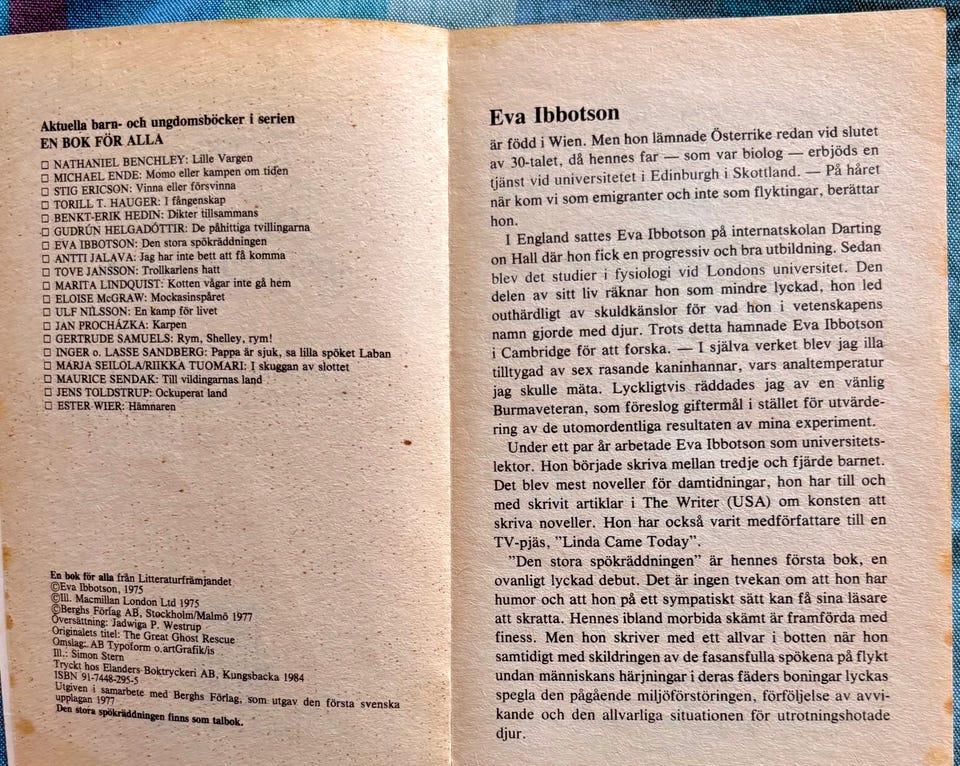 Aktuella barn- och ungdomsböcker i serien
EN BOK FÖR ALLA
□ NATHANIEL BENCHLEY: Lille Vargen
□ MICHAEL ENDE: Momo eller kampen om tiden
□ STIG ERICSON: Vinna eller försvinna
□ TORILL T. HAUGER: I fångenskap
□ BENKT-ERIK HEDIN: Dikter tillsammans
□ GUDRÚN HELGADÓTTIR: De påhittiga tvillingarna
□ EVA IBBOTSON: Den stora spökräddningen
□ ANTTI JALAVA: Jag har inte bett att få komma
□ TOVE JANSSON: Trollkarlens hatt
□ MARITA LINDQUIST: Kotten vågar inte gå hem
□ ELOISE McGRAW: Mockasinspåret
□ ULF NILSSON: En kamp för livet
□ JAN PROCHÁZKA: Karpen
□ GERTRUDE SAMUELS: Rym, Shelley, rym!
□ INGER o. LASSE SANDBERG: Pappa är sjuk, sa lilla spöket Laban
□ MARJA SEILOLA/RIIKKA TUOMARI: I skuggan av slottet
□ MAURICE SENDAK: Till vildingarnas land
□ JENS TOLDSTRUP: Ockuperat land
□ ESTER WIER: Hämnaren
En bok för alla från Litteraturfrämjandet
©Eva Ibbotson, 1975
©Ill. Macmillan London Ltd 1975
©Berghs Förlag AB, Stockholm/Malmö 1977
Översättning: Jadwiga P. Westrup
Originalets titel: The Great Ghost Rescue
Omslag: AB Typoform o.artGrafik/is
Ill.: Simon Stern
Tryckt hos Elanders Boktryckeri AB, Kungsbacka 1984
ISBN 91-7448-295-5
Utgiven i samarbete med Berghs Förlag, som utgav den första svenska
upplagan 1977
Den stora spökräddningen finns som talbok.
Eva Ibbotson
är född i Wien. Men hon lämnade Österrike redan vid slutet
av 30-talet, då hennes far — som var biolog — erbjöds en
tjänst vid universitetet i Edinburgh i Skottland. — På håret
när kom vi som emigranter och inte som flyktingar, berättar
hon.
I England sattes Eva Ibbotson på internatskolan Darting
on Hall där hon fick en progressiv och bra utbildning. Sedan
blev det studier i fysiologi vid Londons universitet. Den
delen av sitt liv räknar hon som mindre lyckad, hon led
outhärdligt av skuldkänslor för vad hon i vetenskapens
namn gjorde med djur. Trots detta hamnade Eva Ibbotson
i Cambridge för att forska. — I själva verket blev jag illa
tilltygad av sex rasande kaninhannar, vars analtemperatur
jag skulle mäta. Lyckligtvis räddades jag av en vänlig
Burmaveteran, som föreslog giftermål i stället för utvärde-
ring av de utomordentliga resultaten av mina experiment.
Under ett par år arbetade Eva Ibbotson som universitets-
lektor. Hon började skriva mellan tredje och fjärde barnet.
Det blev mest noveller för damtidningar, hon har till och
med skrivit artiklar i The Writer (USA) om konsten att
skriva noveller. Hon har också varit medförfattare till en
TV-pjäs, "Linda Came Today".
"Den stora spökräddningen" är hennes första bok, en
ovanligt lyckad debut. Det är ingen tvekan om att hon har
humor och att hon på ett sympatiskt sätt kan få sina läsare
att skratta. Hennes ibland morbida skämt är framförda med
finess. Men hon skriver med ett allvar i botten när hon
samtidigt med skildringen av de fasansfulla spökena på flykt
undan människans härjningar i deras fäders boningar lyckas
spegla den pågående miljöförstöringen, förföljelse av avvi-
kande och den allvarliga situationen för utrotningshotade
djur.